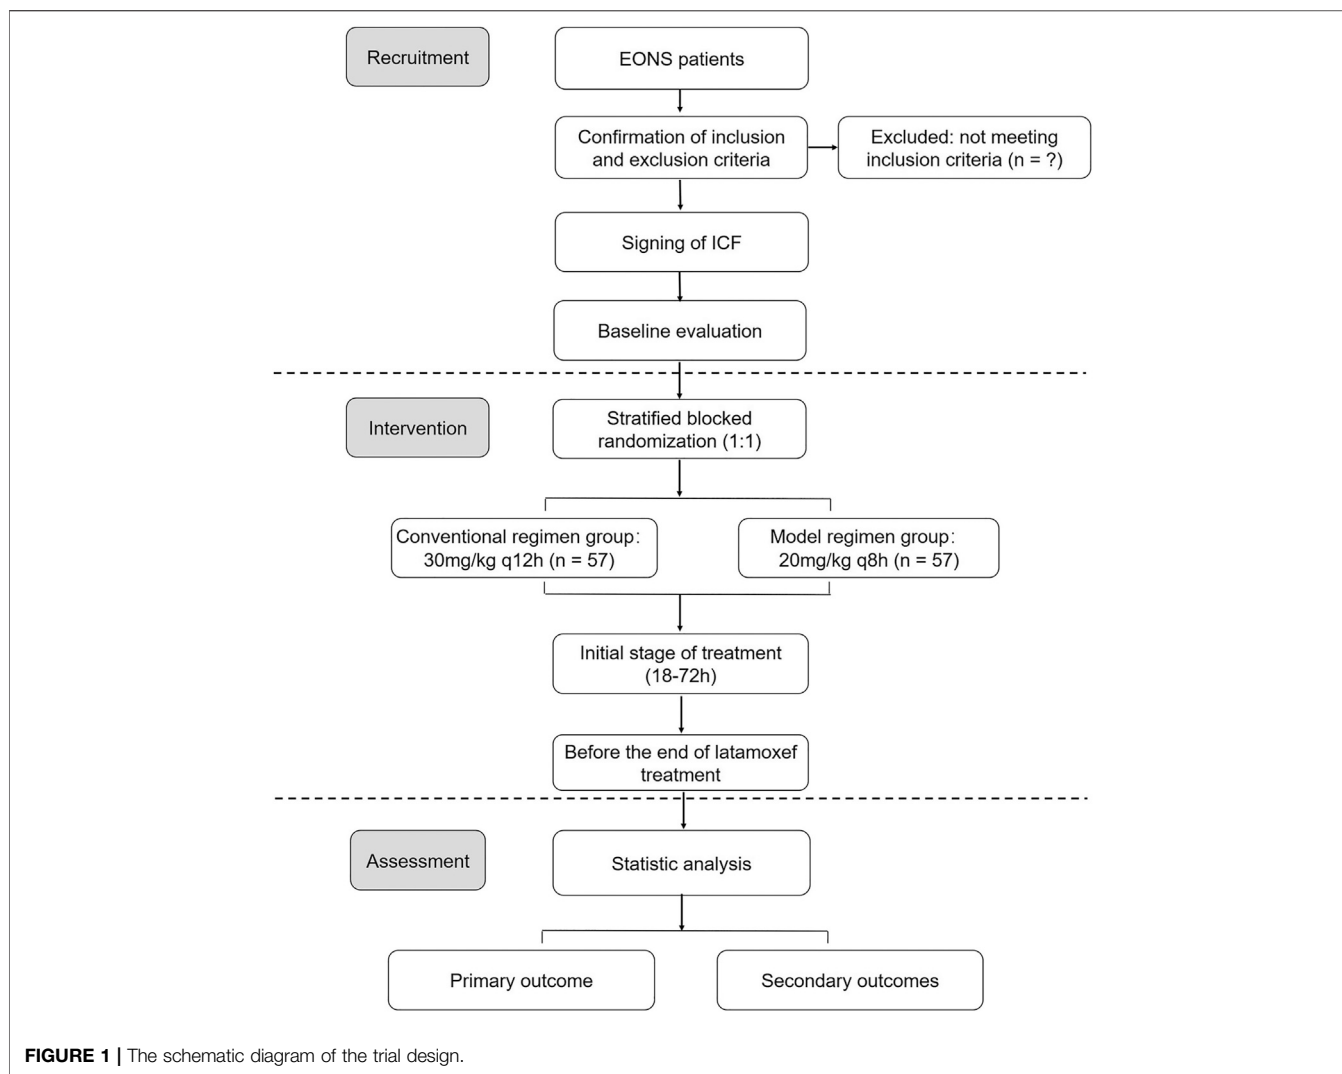 Recruitment
EONS patients
Confirmation of inclusion
and exclusion criteria
Excluded: not meeting
inclusion criteria (n = ?)
Signing of ICF
Baseline evaluation
Intervention
Stratified blocked
randomization (1:1)
Conventional regimen group:
30mg/kg q12h (n = 57)
Model regimen group:
20mg/kg q8h (n = 57)
Initial stage of treatment
(18-72h)
Before the end of latamoxef
treatment
Assessment
Statistic analysis
Primary outcome
Secondary outcomes
FIGURE 1 | The schematic diagram of the trial design.